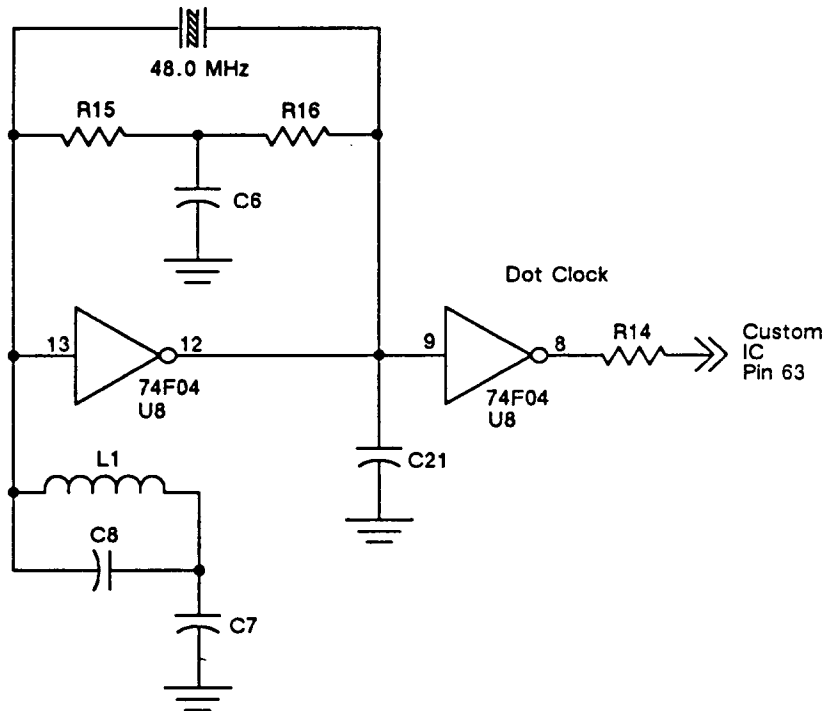 48.0 MHz
R15
R16
C6
Dot Clock
13
12
9
8
R14
Custom
IC
Pin 63
74F04
U8
74F04
U8
L1
C21
C8
C7